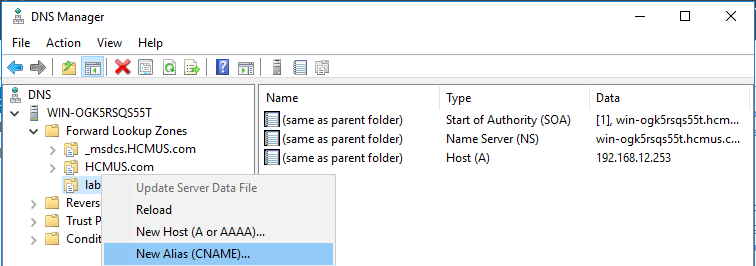 DNS Manager
File Action View Help
DNS
WIN-OGK5RSQS55T
Forward Lookup Zones
_msdcs.HCMUS.com
HCMUS.com
lab
Revers
Trust P
Condit
Update Server Data File
Reload
New Host (A or AAAA)...
New Alias (CNAME)...
Name Type Data
(same as parent folder) Start of Authority (SOA) [1], win-ogk5rsqs55t.hcm...
(same as parent folder) Name Server (NS) win-ogk5rsqs55t.hcmus.c...
(same as parent folder) Host (A) 192.168.12.253